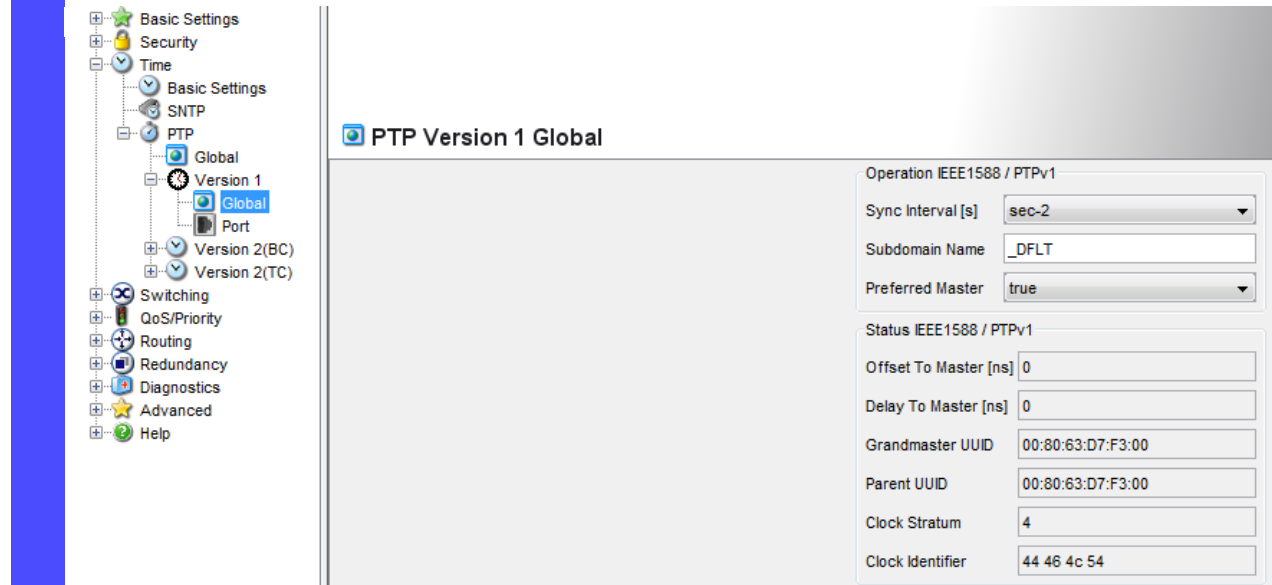 Basic Settings
Security
Time
Basic Settings
SNTP
PTP
Global
Version 1
Global
Port
Version 2(BC)
Version 2(TC)
Switching
QoS/Priority
Routing
Redundancy
Diagnostics
Advanced
Help
PTP Version 1 Global
Operation IEEE1588 / PTPv1
Sync Interval [s] sec-2
Subdomain Name _DFLT
Preferred Master true
Status IEEE1588 / PTPv1
Offset To Master [ns] 0
Delay To Master [ns] 0
Grandmaster UUID 00:80:63:D7:F3:00
Parent UUID 00:80:63:D7:F3:00
Clock Stratum 4
Clock Identifier 44 46 4c 54